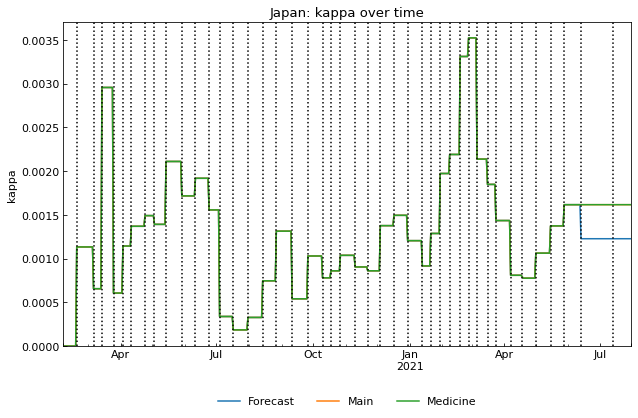 Japan: kappa over time
kappa
0.0035
0.0030
0.0025
0.0020
0.0015
0.0010
0.0005
0.0000
Apr Jul Oct Jan Apr Jul
2021
Forecast Main Medicine